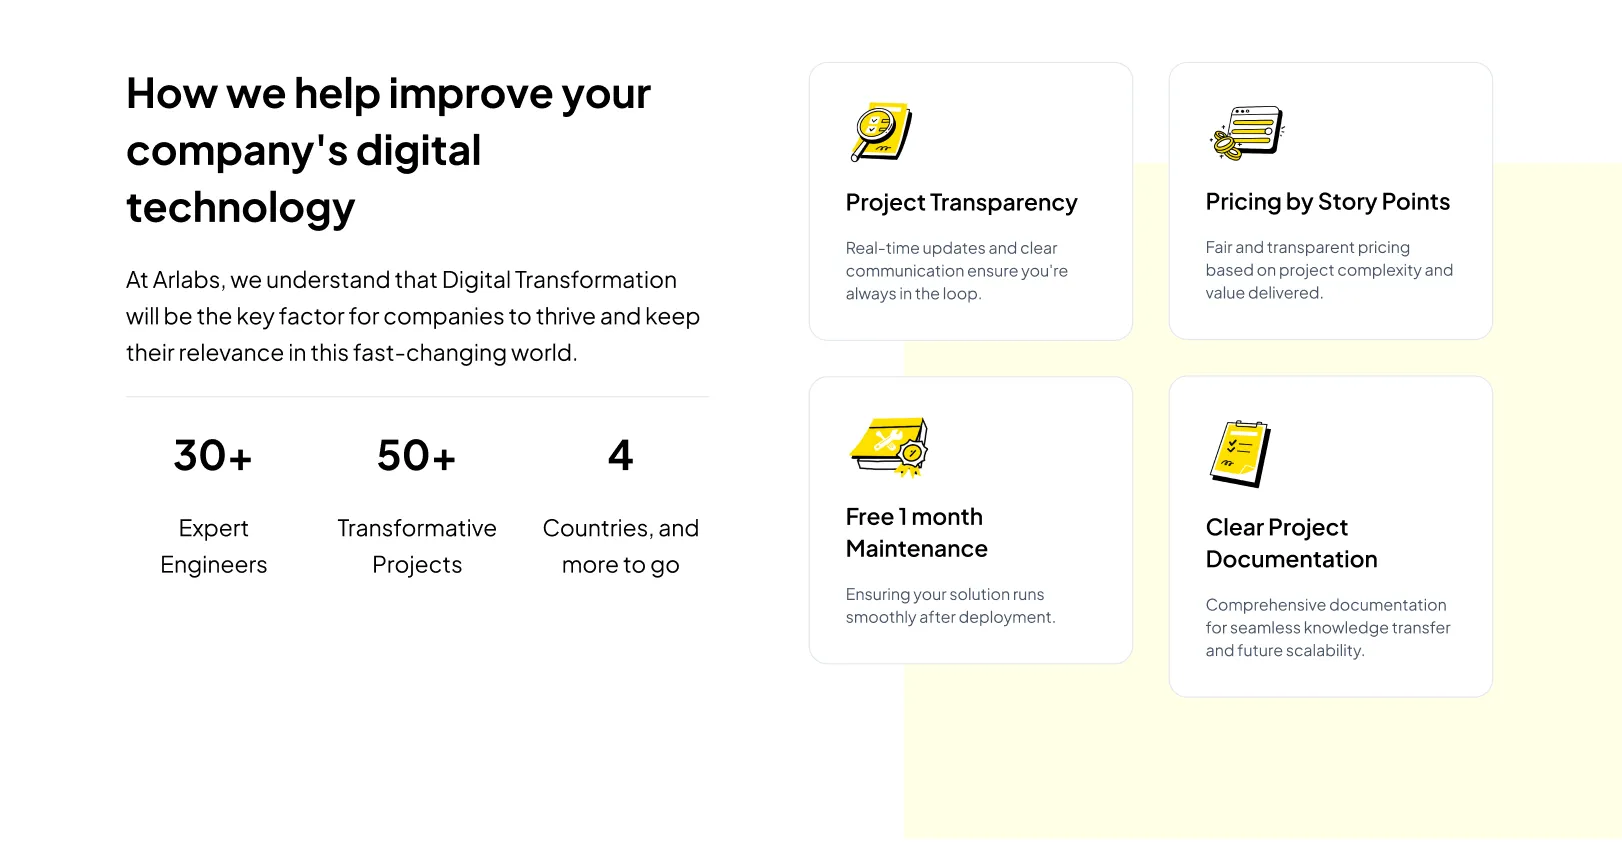 How we help improve your
company's digital
technology
At Arlabs, we understand that Digital Transformation
will be the key factor for companies to thrive and keep
their relevance in this fast-changing world.
30+
Expert
Engineers
50+
Transformative
Projects
4
Countries, and
more to go
Project Transparency
Real-time updates and clear
communication ensure you're
always in the loop.
Pricing by Story Points
Fair and transparent pricing
based on project complexity and
value delivered.
Free 1 month
Maintenance
Ensuring your solution runs
smoothly after deployment.
Clear Project
Documentation
Comprehensive documentation
for seamless knowledge transfer
and future scalability.